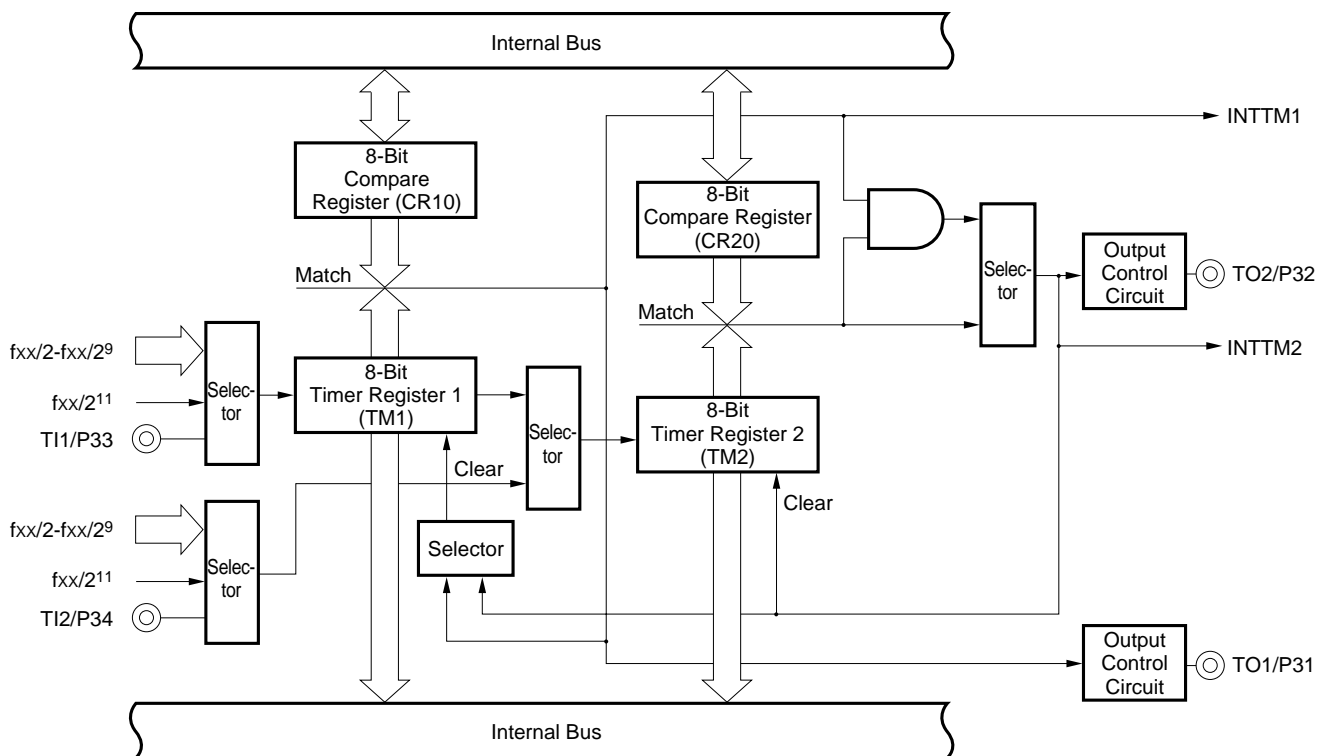 Internal Bus
INTTM1
8-Bit
Compare
Register (CR10)
8-Bit
Compare Register
(CR20)
Match
Selec-
tor
Output
Control
Circuit
TO2/P32
Match
INTTM2
fxx/2-fxx/2⁹
fxx/2¹¹
TI1/P33
Selec-
tor
8-Bit
Timer Register 1
(TM1)
Selec-
tor
8-Bit
Timer Register 2
(TM2)
Clear
Clear
fxx/2-fxx/2⁹
fxx/2¹¹
TI2/P34
Selec-
tor
Selector
Output
Control
Circuit
TO1/P31
Internal Bus